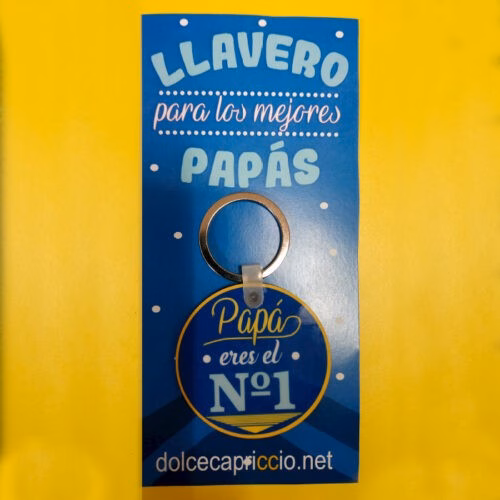 LLAVERO
para los mejores
PAPÁS
Papá
eres el
Nº1
dolcecapriccio.net